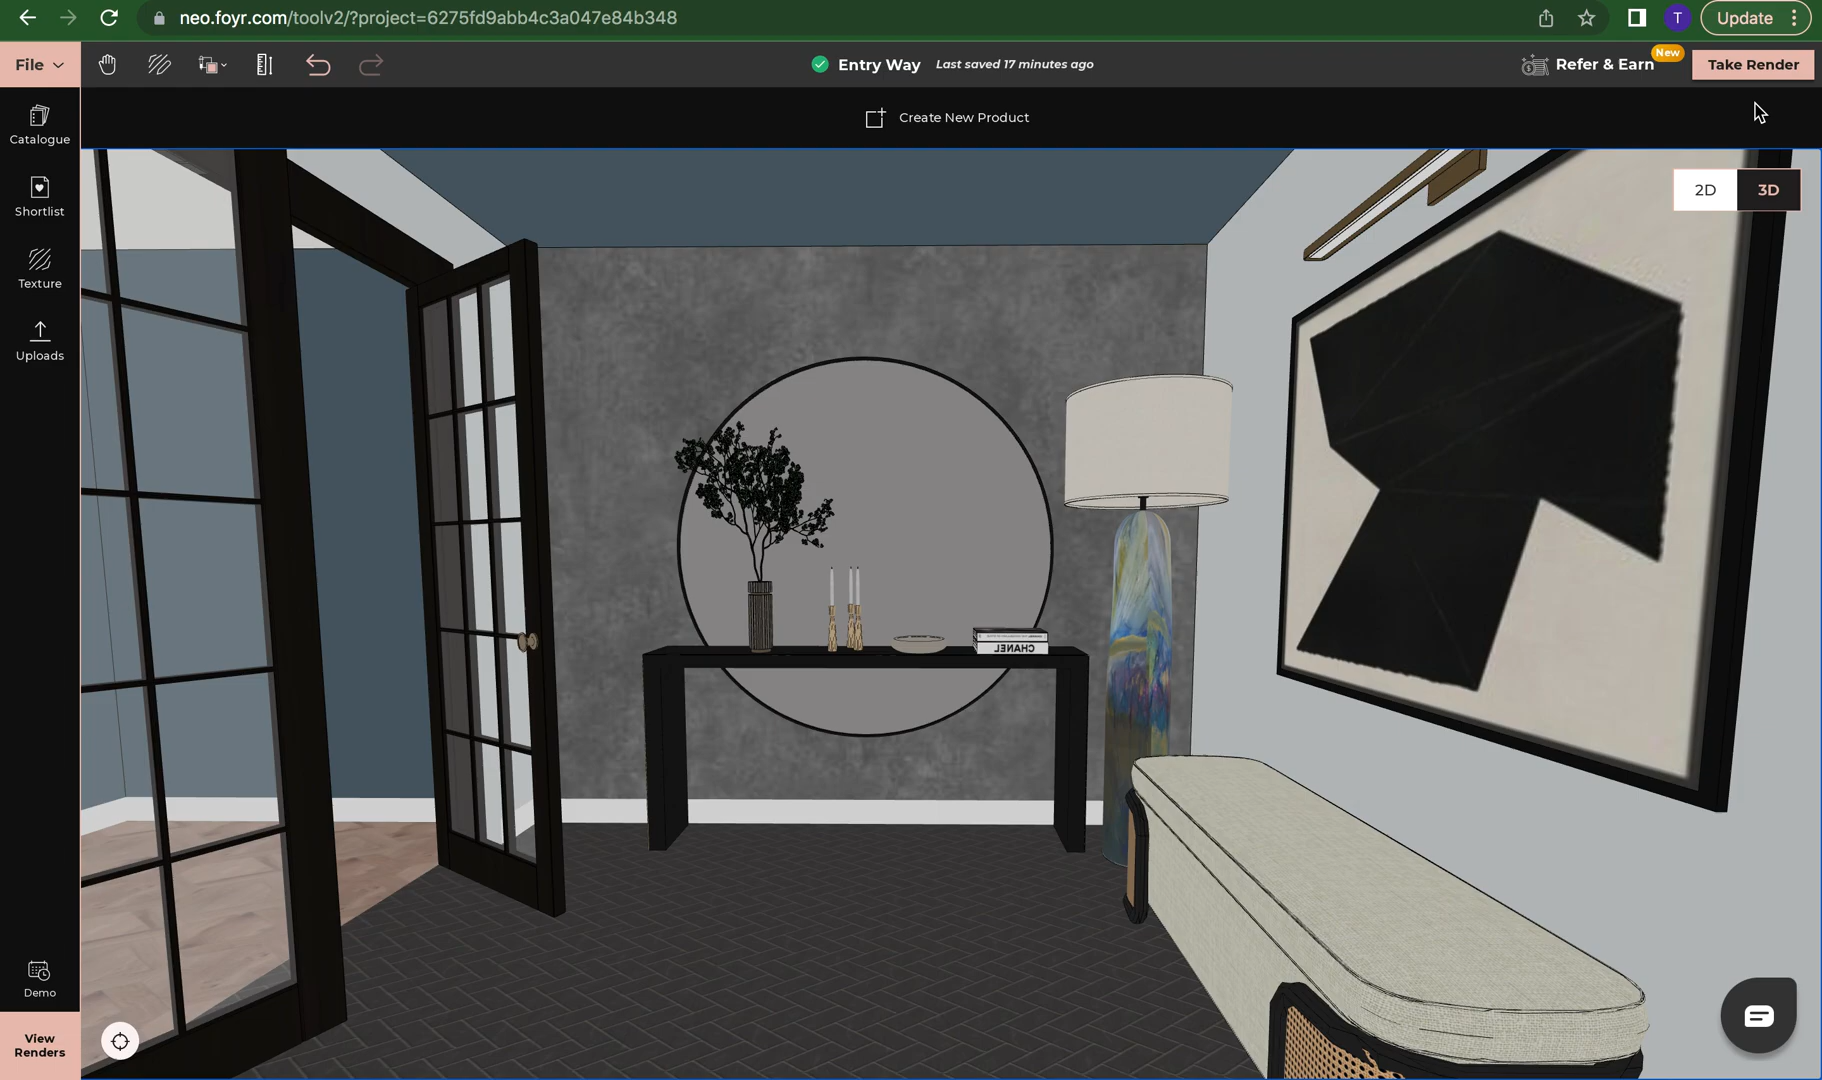 neo.foyr.com/toolv2/?project=6275fd9abb4c3a047e84b348
T
Update
File
Entry Way
Last saved 17 minutes ago
Refer & Earn
New
Take Render
Create New Product
Catalogue
Shortlist
Texture
Uploads
2D
3D
CHANEL
Demo
View
Renders